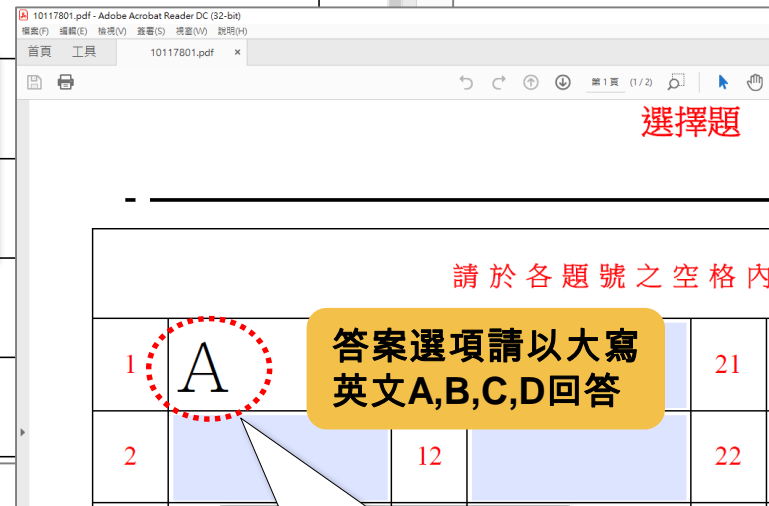 10117801.pdf - Adobe Acrobat Reader DC (32-bit)
檔案(F) 編輯(E) 檢視(V) 簽署(S) 視窗(W) 說明(H)
首頁 工具 10117801.pdf ×
第 1 頁 (1 / 2)
選擇題
請於各題號之空格內
1 A 21
答案選項請以大寫
英文A,B,C,D回答
2 12 22